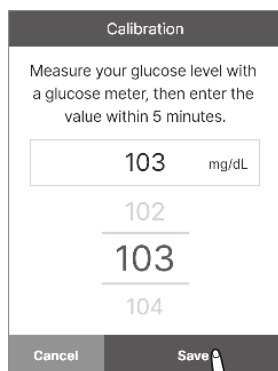 Calibration
Measure your glucose level with
a glucose meter, then enter the
value within 5 minutes.
103 mg/dL
102
103
104
Cancel Save